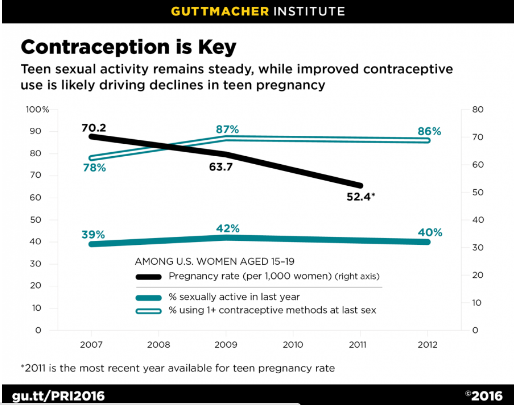 GUTTMACHER INSTITUTE
Contraception is Key
Teen sexual activity remains steady, while improved contraceptive
use is likely driving declines in teen pregnancy
100%
90
80
70
60
50
40
30
20
10
0
80
70
60
50
40
30
20
10
0
70.2
87%
86%
78%
63.7
52.4*
39%
42%
40%
AMONG U.S. WOMEN AGED 15–19
Pregnancy rate (per 1,000 women) (right axis)
% sexually active in last year
% using 1+ contraceptive methods at last sex
2007 2008 2009 2010 2011 2012
*2011 is the most recent year available for teen pregnancy rate
gu.tt/PRI2016 ©2016